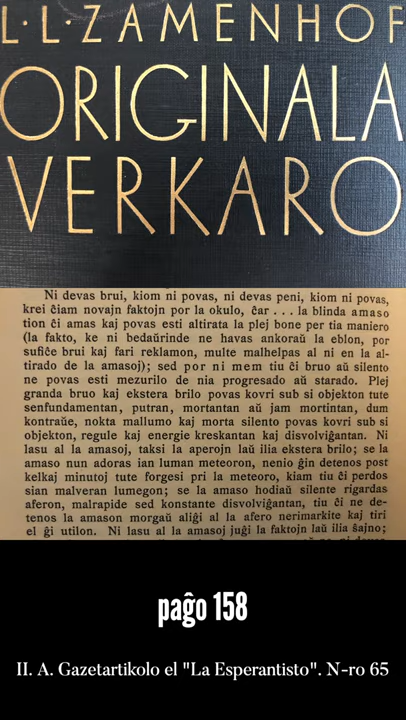 L·L·ZAMENHOF
ORIGINALA
VERKARO
Ni devas brui, kiom ni povas, ni devas peni, kiom ni povas,
krei ĉiam novajn faktojn por la okulo, ĉar . . . la blinda amaso
tion ĉi amas kaj povas esti altirata la plej bone per tia maniero
(la fakto, ke ni bedaŭrinde ne havas ankoraŭ la eblon, por
sufiĉe brui kaj fari reklamon, multe malhelpas al ni en la al-
tirado de la amasoj); sed por ni mem tiu ĉi bruo aŭ silento
ne povas esti mezurilo de nia progresado aŭ starado. Plej
granda bruo kaj ekstera brilo povas kovri sub si objekton tute
senfundamentan, putran, mortantan aŭ jam mortintan, dum
kontraŭe, nokta mallumo kaj morta silento povas kovri sub si
objekton, regule kaj energie kreskantan kaj disvolviĝantan. Ni
lasu al la amasoj, taksi la aperojn laŭ ilia ekstera brilo; se la
amaso nun adoras ian luman meteoron, nenio ĝin detenos post
kelkaj minutoj tute forgesi pri la meteoro, kiam tiu ĉi perdos
sian malveran lumegon; se la amaso hodiaŭ silente rigardas
aferon, malrapide sed konstante disvolviĝantan, tiu ĉi ne de-
tenos la amason morgaŭ aliĝi al la afero nerimarkite kaj tiri
el ĝi utilon. Ni lasu al la amasoj juĝi la faktojn laŭ ilia ŝajno;
paĝo 158
II. A. Gazetartikolo el "La Esperantisto". N-ro 65